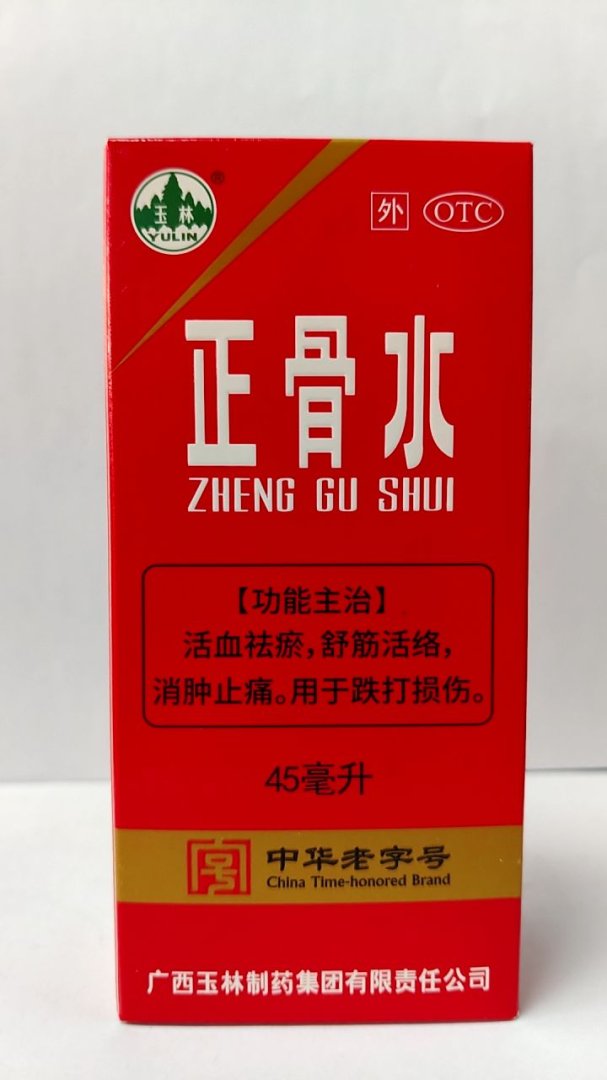 玉林
YULIN
®
外
OTC
正骨水
ZHENG GU SHUI
【功能主治】
活血祛瘀，舒筋活络，
消肿止痛。用于跌打损伤。
45毫升
中华老字号
China Time-honored Brand
广西玉林制药集团有限责任公司